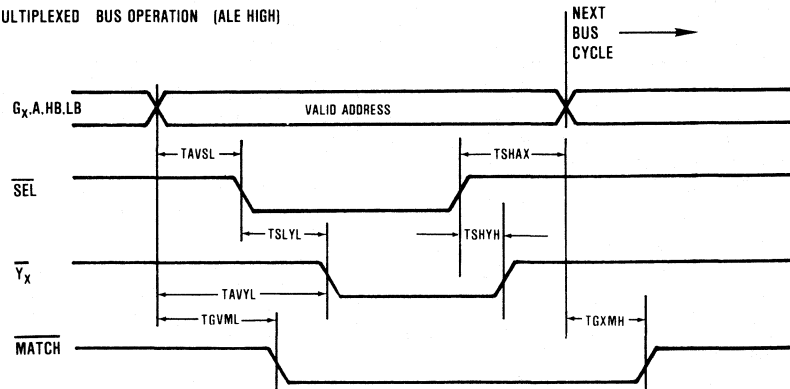 ULTIPLEXED BUS OPERATION (ALE HIGH)
NEXT
BUS
CYCLE
GX,A,HB,LB
VALID ADDRESS
TAVSL
TSHAX
SEL
TSLYL
TSHYH
YX
TAVYL
TGVML
TGXMH
MATCH